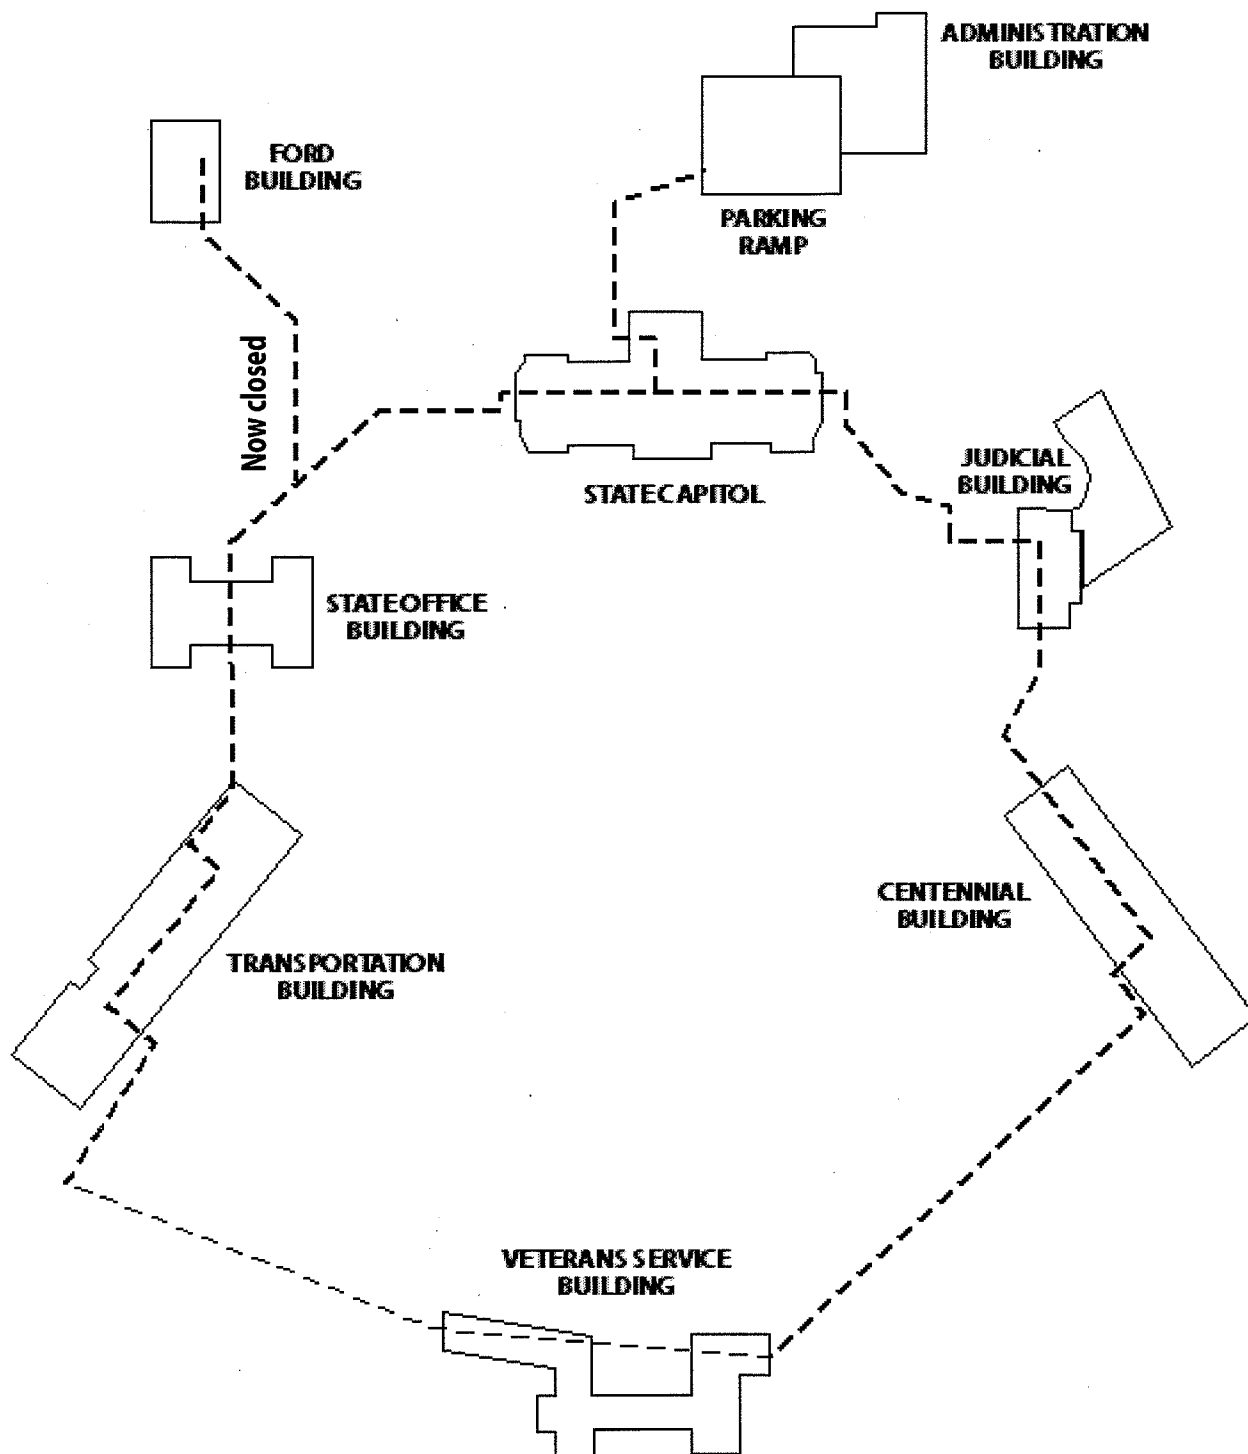 ADMINISTRATION
BUILDING
FORD
BUILDING
PARKING
RAMP
Now closed
STATE CAPITOL
JUDICIAL
BUILDING
STATE OFFICE
BUILDING
CENTENNIAL
BUILDING
TRANSPORTATION
BUILDING
VETERANS SERVICE
BUILDING